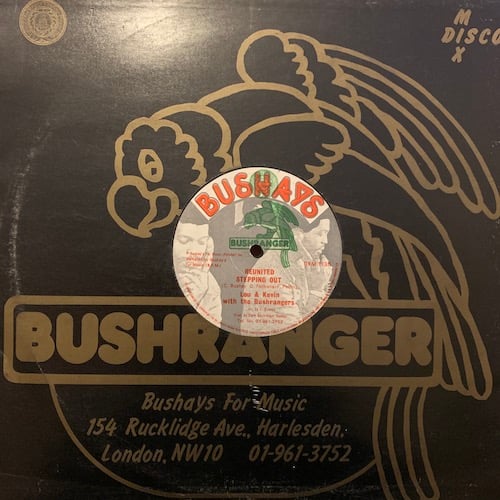 M
DISCO
X
BUSHAYS
BUSHRANGER
REUNITED
STEPPING OUT
Lou & Kevin
with the Bushrangers
BUSHRANGER
Bushays For Music
154 Rucklidge Ave., Harlesden,
London, NW10 01-961-3752